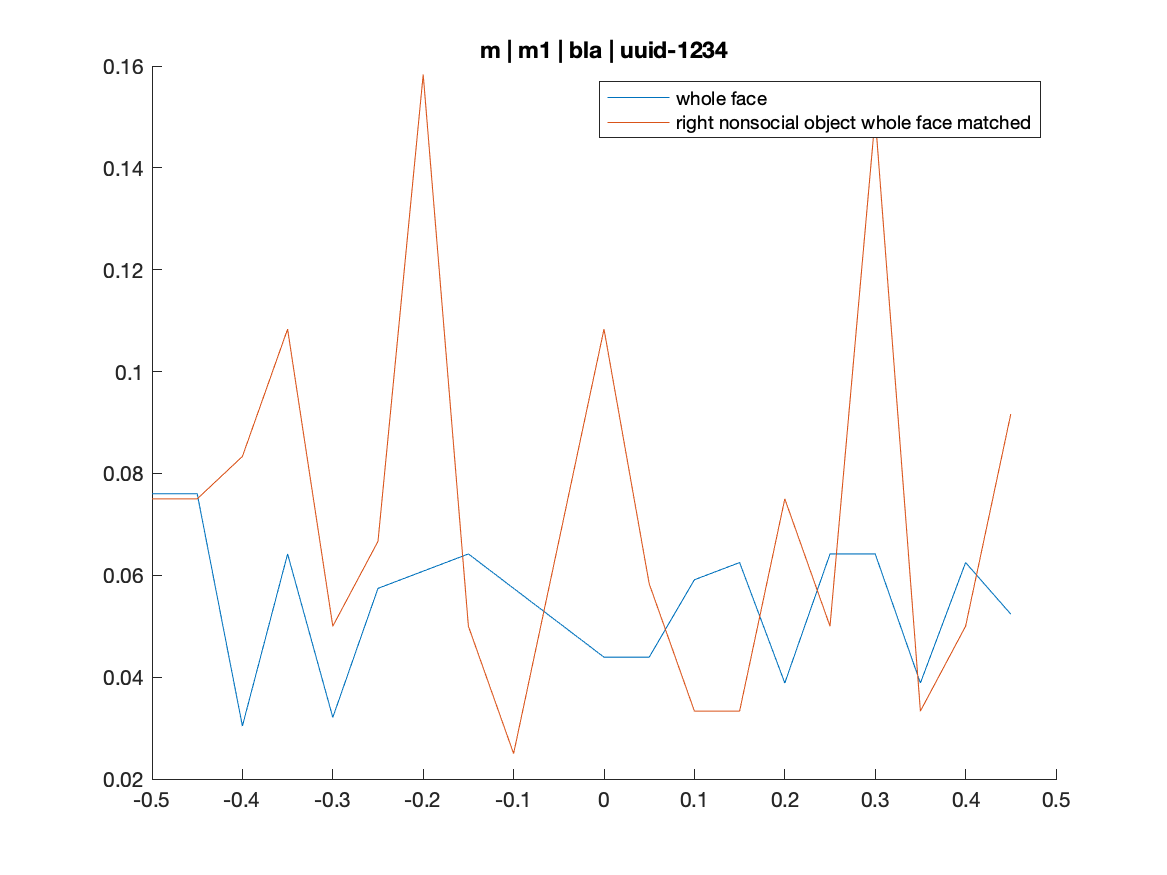 m | m1 | bla | uuid-1234
whole face
right nonsocial object whole face matched
0.16
0.14
0.12
0.1
0.08
0.06
0.04
0.02
-0.5 -0.4 -0.3 -0.2 -0.1 0 0.1 0.2 0.3 0.4 0.5